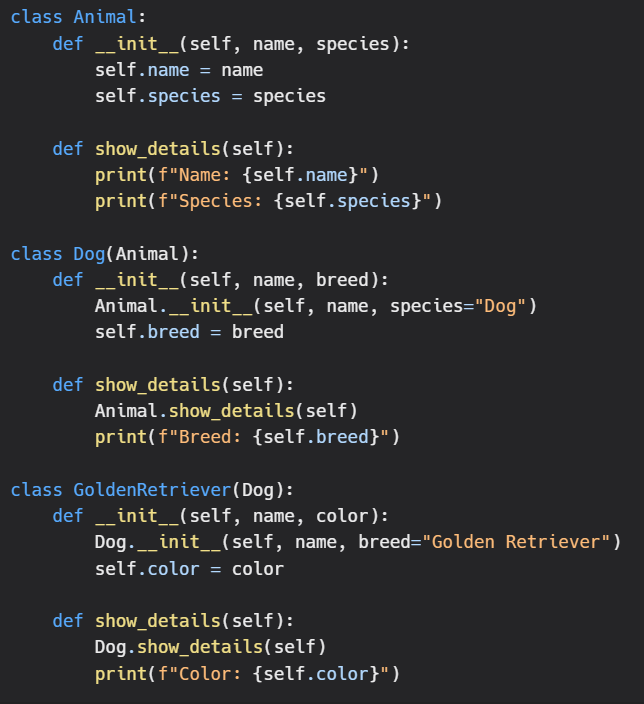 class Animal:
    def __init__(self, name, species):
        self.name = name
        self.species = species

    def show_details(self):
        print(f"Name: {self.name}")
        print(f"Species: {self.species}")

class Dog(Animal):
    def __init__(self, name, breed):
        Animal.__init__(self, name, species="Dog")
        self.breed = breed

    def show_details(self):
        Animal.show_details(self)
        print(f"Breed: {self.breed}")

class GoldenRetriever(Dog):
    def __init__(self, name, color):
        Dog.__init__(self, name, breed="Golden Retriever")
        self.color = color

    def show_details(self):
        Dog.show_details(self)
        print(f"Color: {self.color}")